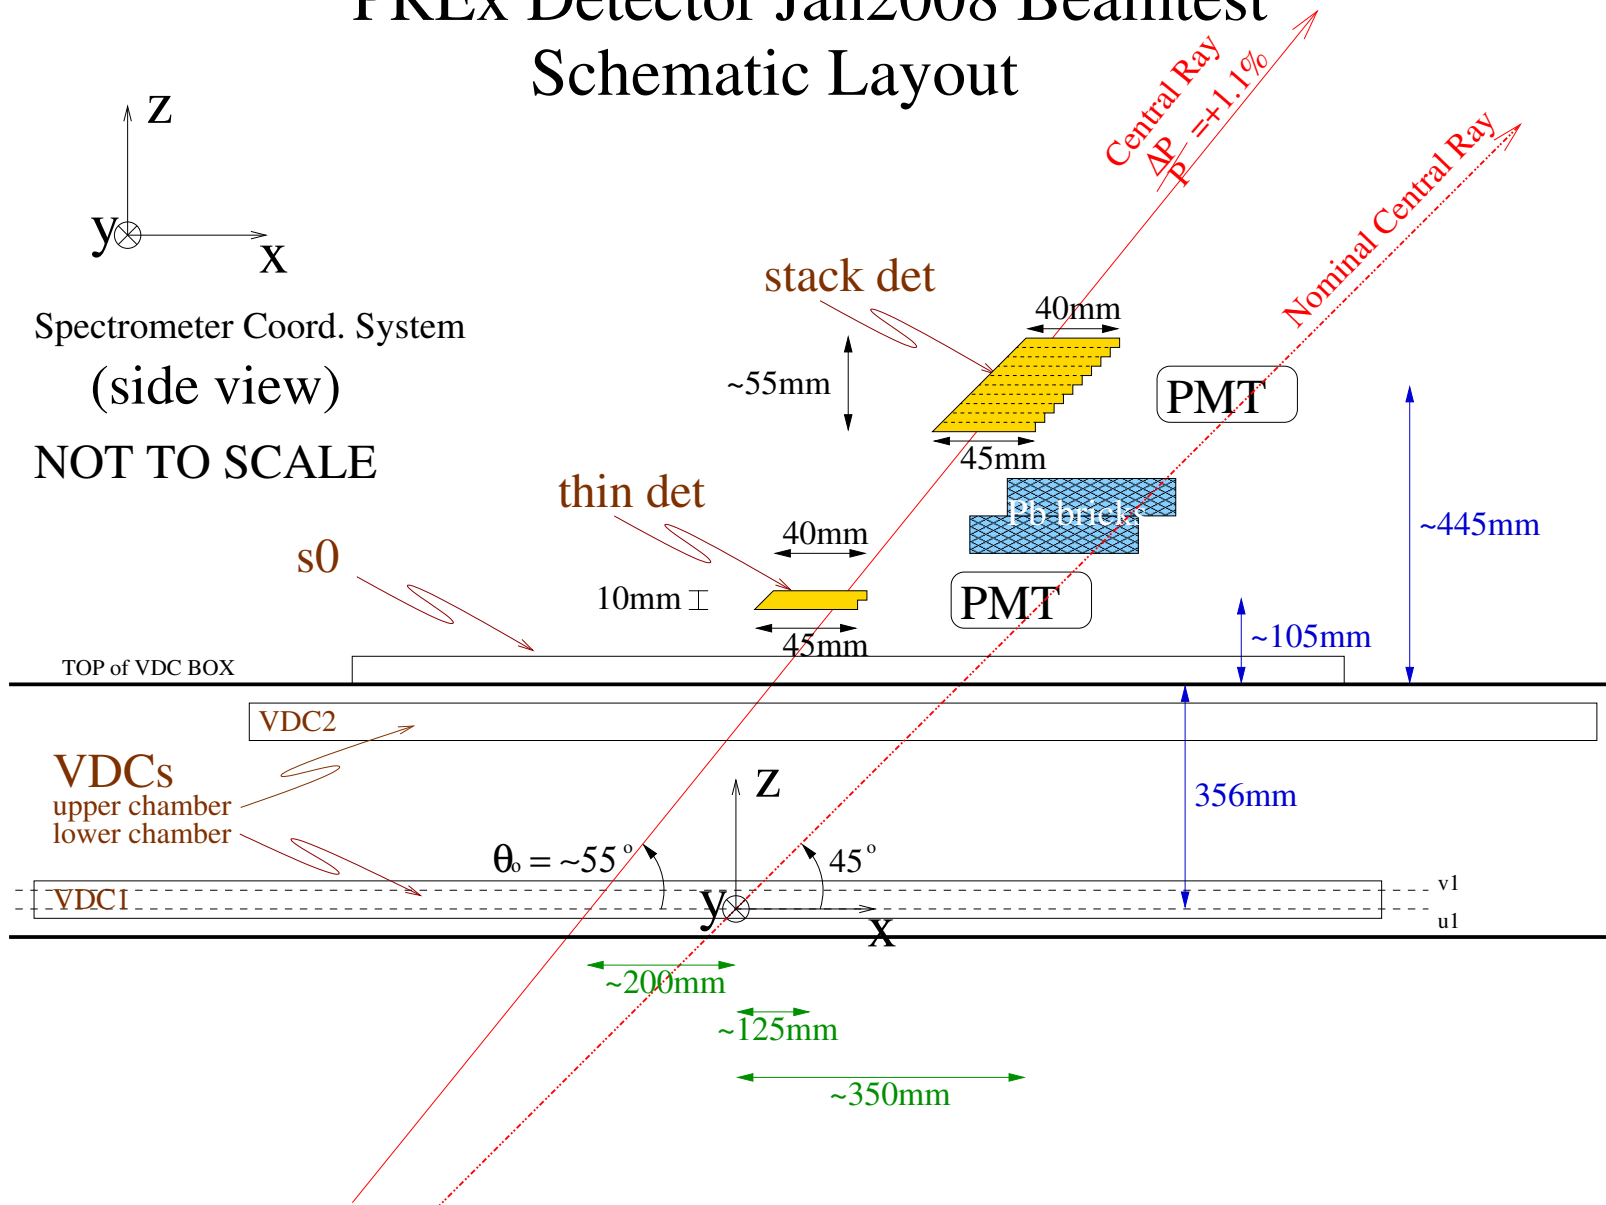 PREx Detector Jan2008 Beamtest
Schematic Layout
z
y
x
Spectrometer Coord. System
(side view)
NOT TO SCALE
Central Ray
ΔP
P
=+1.1%
Nominal Central Ray
stack det
40mm
~55mm
45mm
PMT
Pb bricks
thin det
40mm
10mm
45mm
PMT
s0
~445mm
~105mm
TOP of VDC BOX
VDC2
VDCs
upper chamber
lower chamber
356mm
z
θo = ~55°
45°
VDC1
y
x
v1
u1
~200mm
~125mm
~350mm